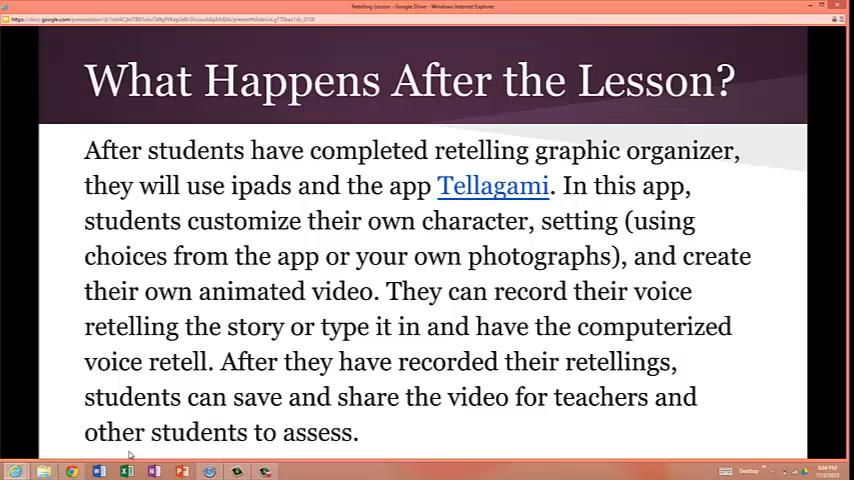 Retelling Lesson - Google Drive - Windows Internet Explorer
What Happens After the Lesson?
After students have completed retelling graphic organizer,
they will use ipads and the app Tellagami. In this app,
students customize their own character, setting (using
choices from the app or your own photographs), and create
their own animated video. They can record their voice
retelling the story or type it in and have the computerized
voice retell. After they have recorded their retellings,
students can save and share the video for teachers and
other students to assess.
Desktop